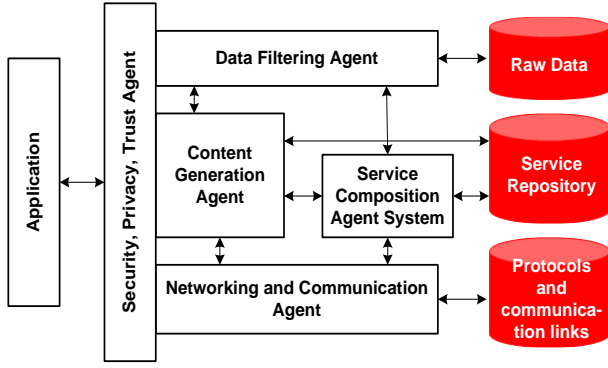 Application
Security, Privacy, Trust Agent
Data Filtering Agent
Raw Data
Content
Generation
Agent
Service
Composition
Agent System
Service
Repository
Networking and Communication
Agent
Protocols
and
communica-
tion links